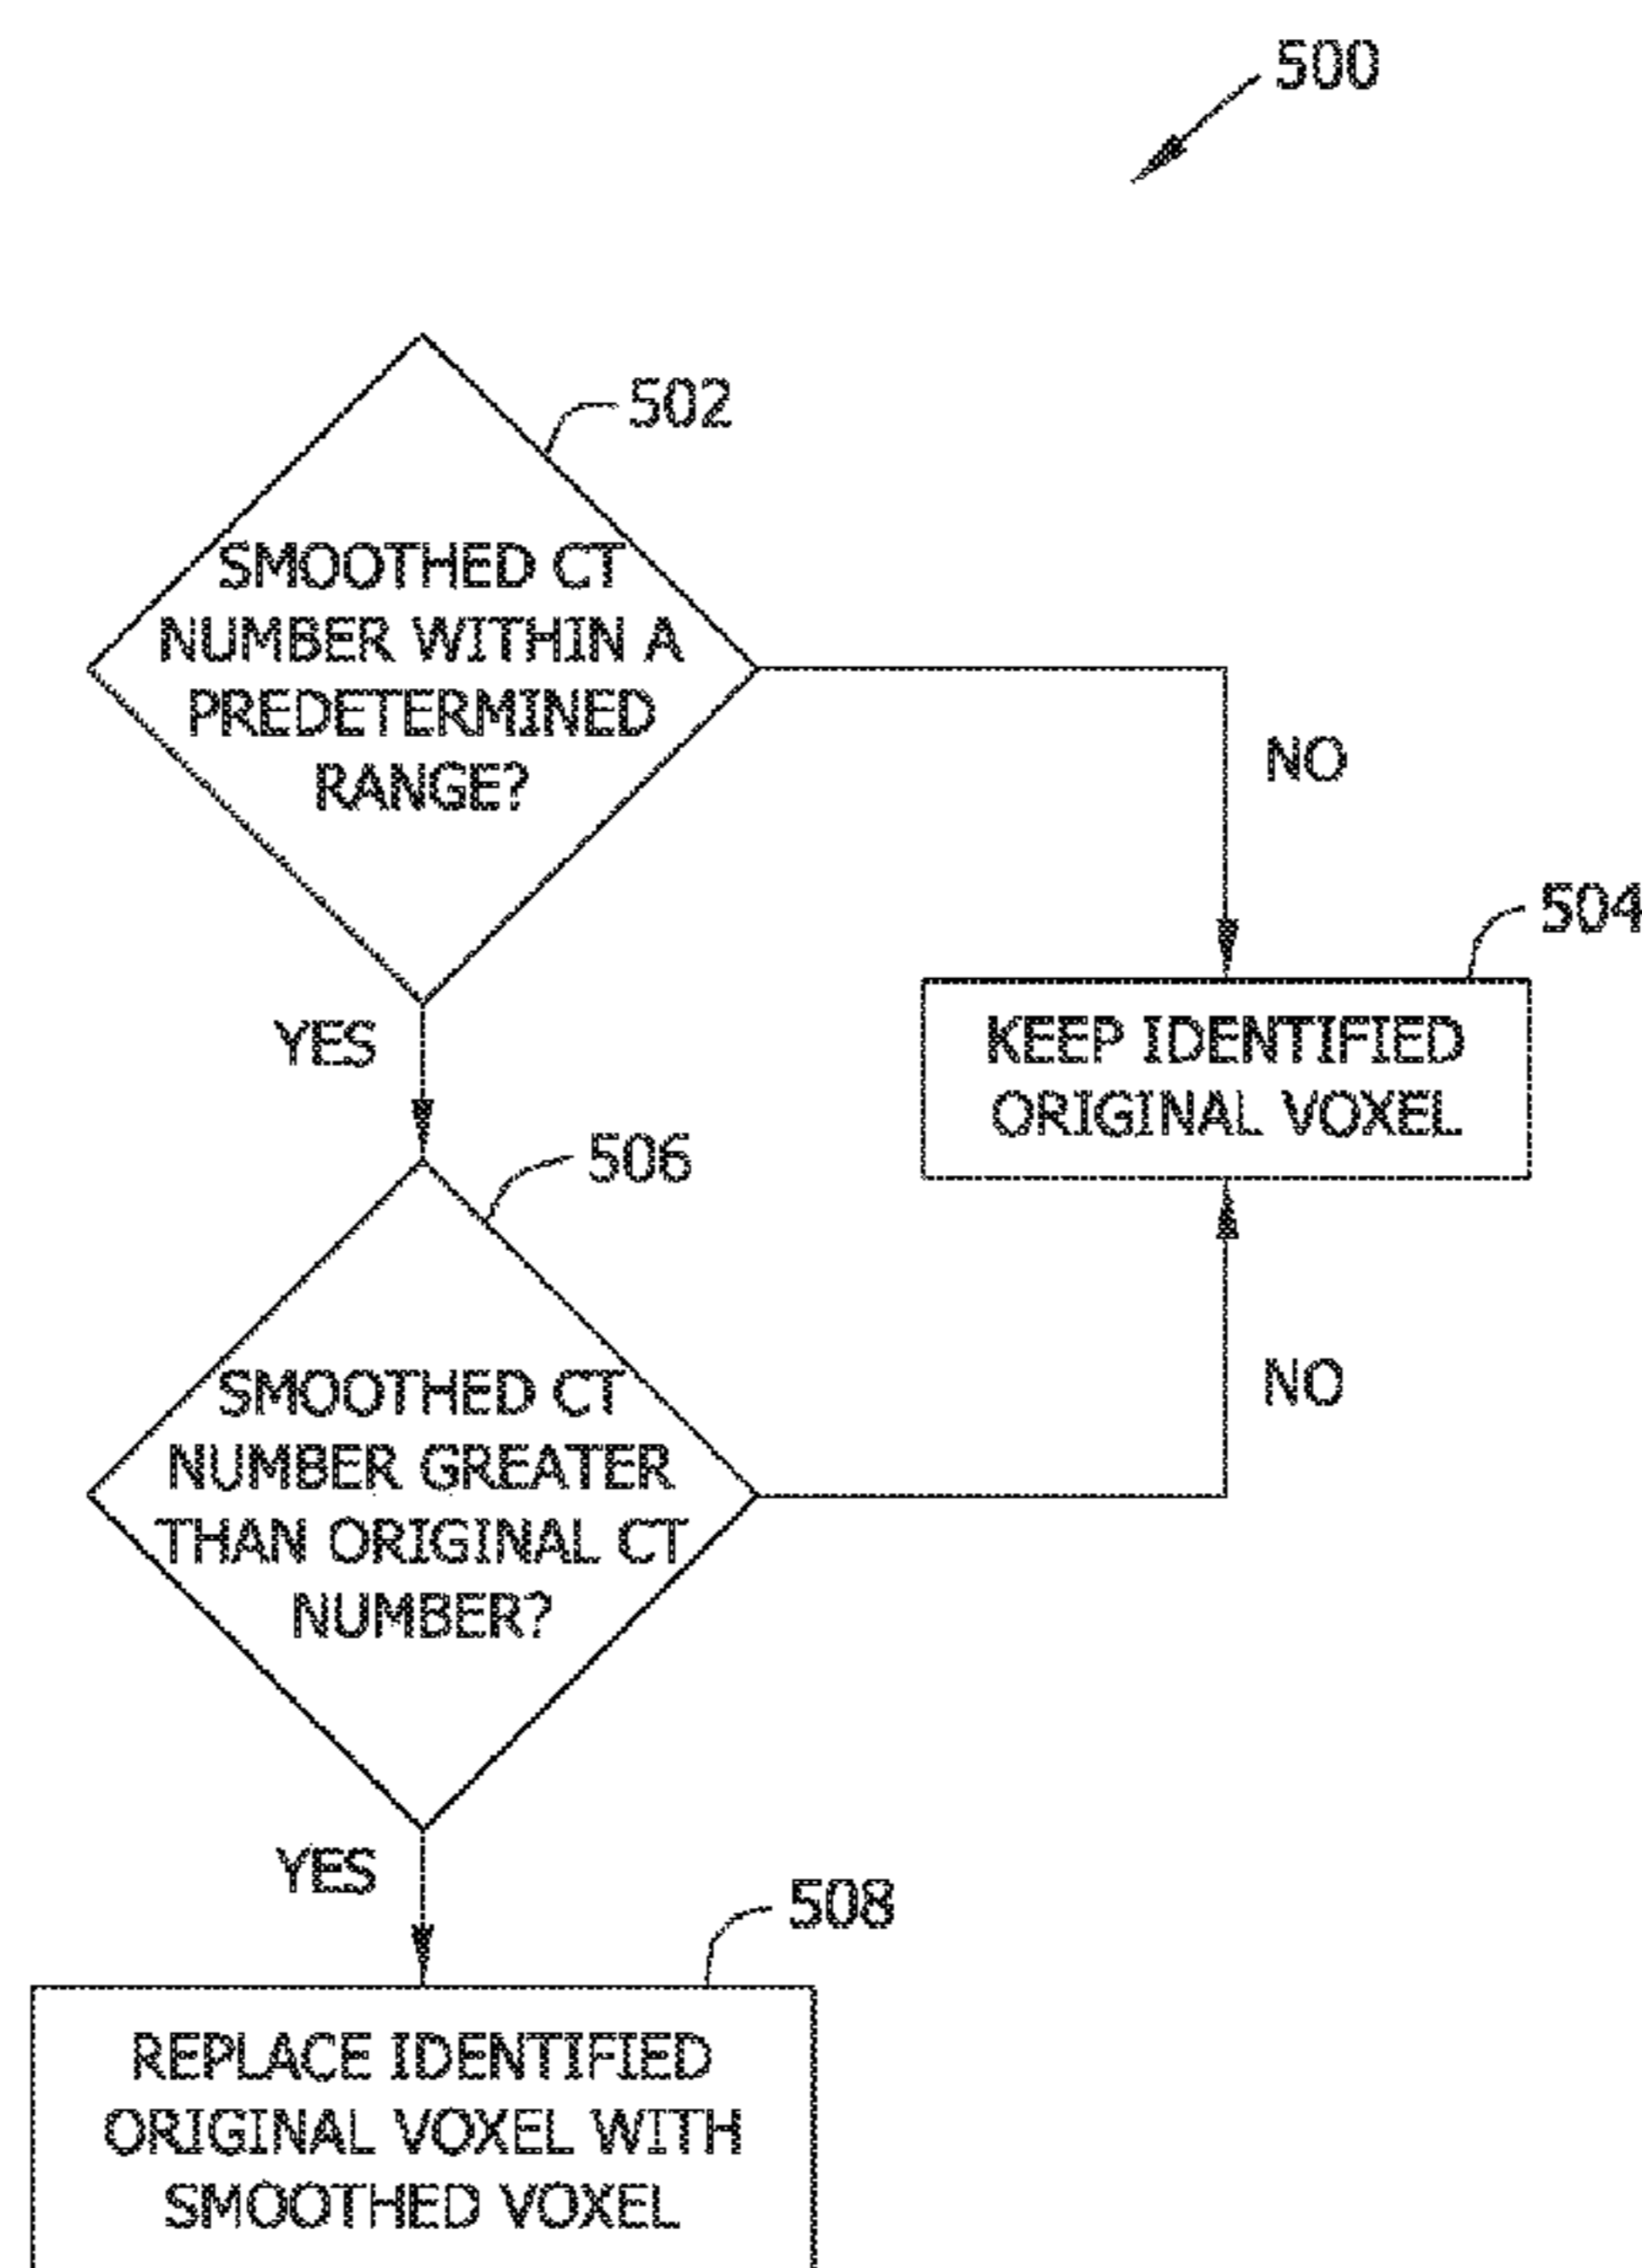 500
502
SMOOTHED CT
NUMBER WITHIN A
PREDETERMINED
RANGE?
NO
504
KEEP IDENTIFIED
ORIGINAL VOXEL
YES
506
SMOOTHED CT
NUMBER GREATER
THAN ORIGINAL CT
NUMBER?
NO
YES
508
REPLACE IDENTIFIED
ORIGINAL VOXEL WITH
SMOOTHED VOXEL